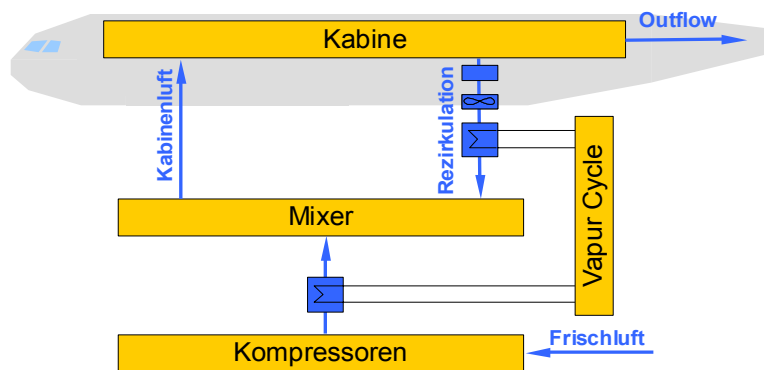 Outflow
Kabine
Kabinenluft
Rezirkulation
Mixer
Vapur Cycle
Frischluft
Kompressoren